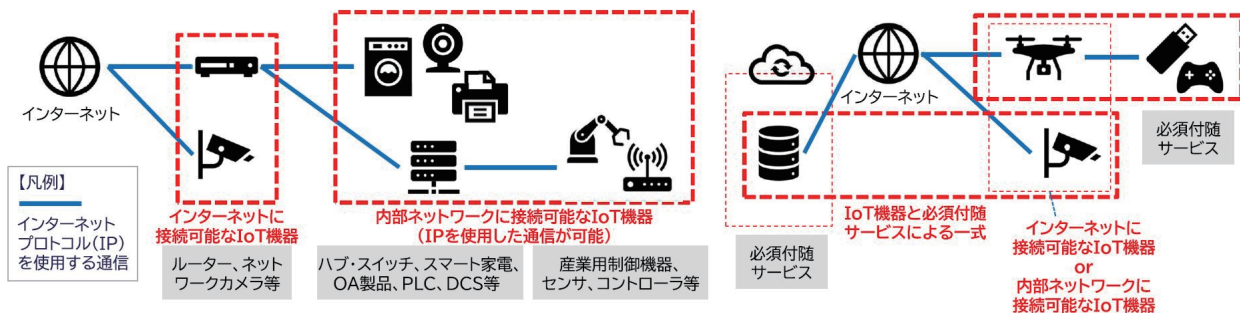 インターネット
【凡例】
インターネット
プロトコル(IP)
を使用する通信
インターネットに
接続可能なIoT機器
ルーター、ネット
ワークカメラ等
内部ネットワークに接続可能なIoT機器
(IPを使用した通信が可能)
ハブ・スイッチ、スマート家電、
OA製品、PLC、DCS等
産業用制御機器、
センサ、コントローラ等
インターネット
必須付随
サービス
IoT機器と必須付随
サービスによる一式
必須付随
サービス
インターネットに
接続可能なIoT機器
or
内部ネットワークに
接続可能なIoT機器